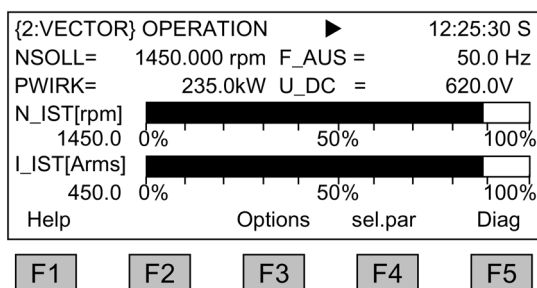 {2:VECTOR} OPERATION 12:25:30 S
NSOLL= 1450.000 rpm F_AUS = 50.0 Hz
PWIRK= 235.0kW U_DC = 620.0V
N_IST[rpm]
1450.0 0% 50% 100%
I_IST[Arms]
450.0 0% 50% 100%
Help Options sel.par Diag
F1 F2 F3 F4 F5